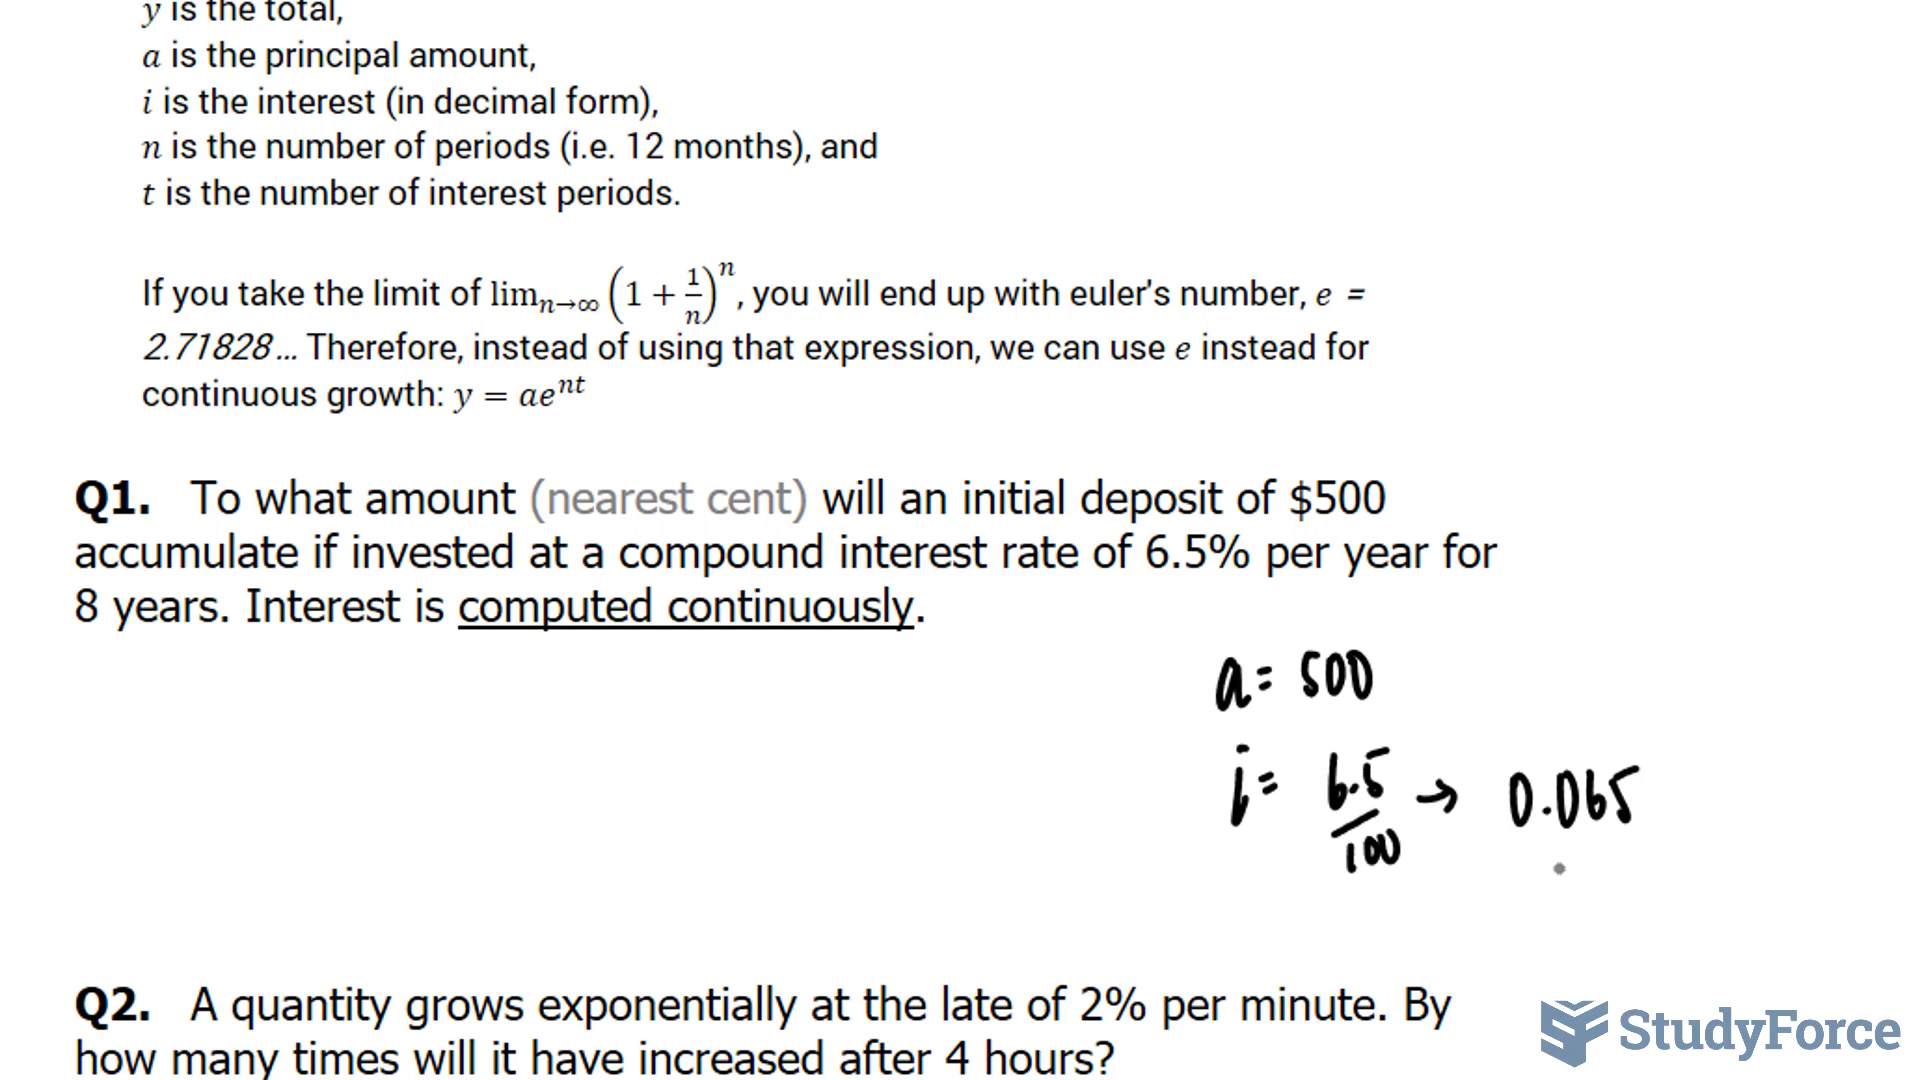 y is the total,
a is the principal amount,
i is the interest (in decimal form),
n is the number of periods (i.e. 12 months), and
t is the number of interest periods.
If you take the limit of lim_{n→∞} (1 + 1/n)^n, you will end up with euler's number, e =
2.71828... Therefore, instead of using that expression, we can use e instead for
continuous growth: y = ae^{nt}
Q1. To what amount (nearest cent) will an initial deposit of $500
accumulate if invested at a compound interest rate of 6.5% per year for
8 years. Interest is computed continuously.
a = 500
i = 6.5/100 → 0.065
Q2. A quantity grows exponentially at the late of 2% per minute. By
how many times will it have increased after 4 hours?
StudyForce